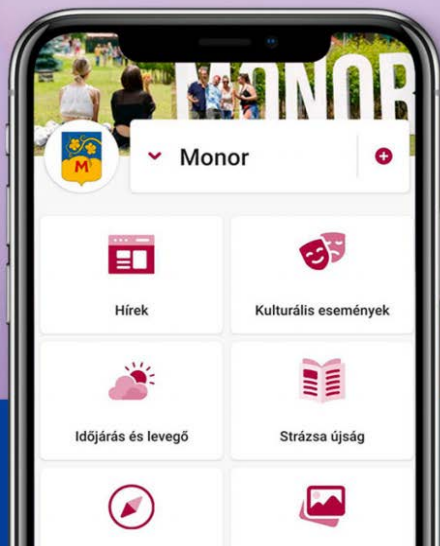 MONOR
M
Monor
Hírek
Kulturális események
Időjárás és levegő
Strázsa újság